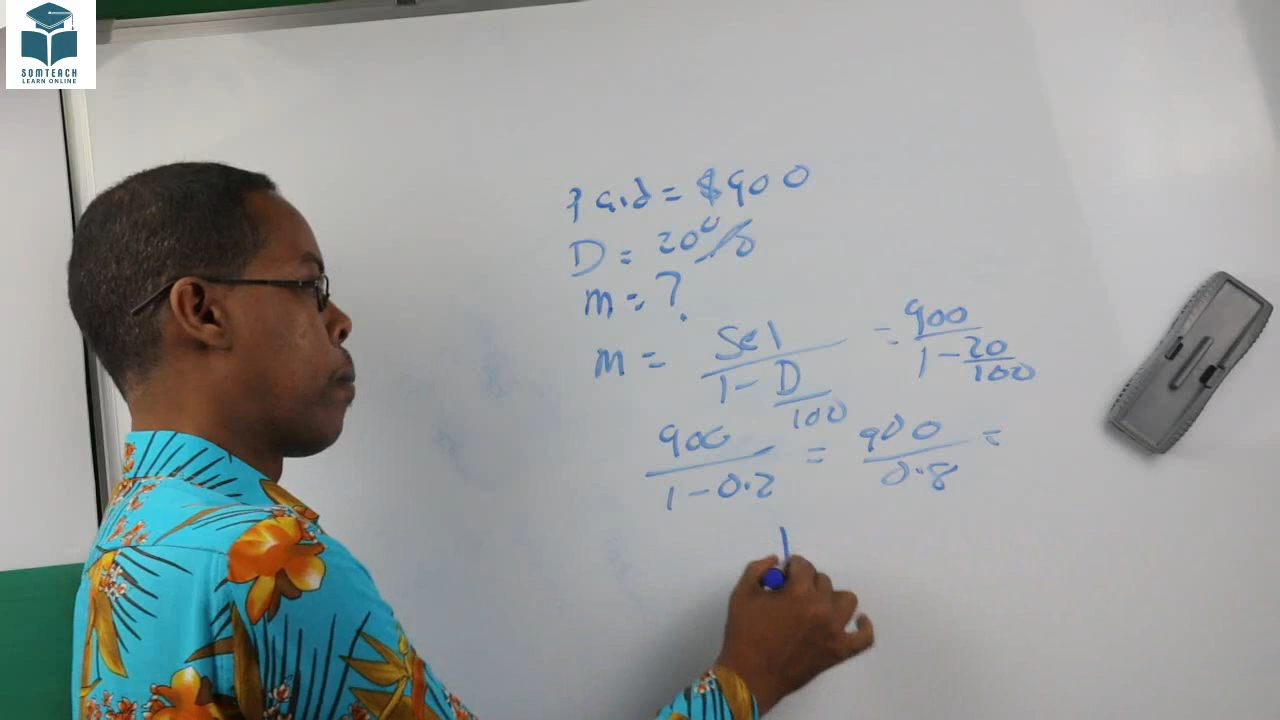 SOMTEACH
LEARN ONLINE
Paid = $900
D = 20%
m = ?
m = Sel / 1 - D/100 = 900 / 1 - 20/100
900 / 1 - 0.2 = 900 / 0.8 =